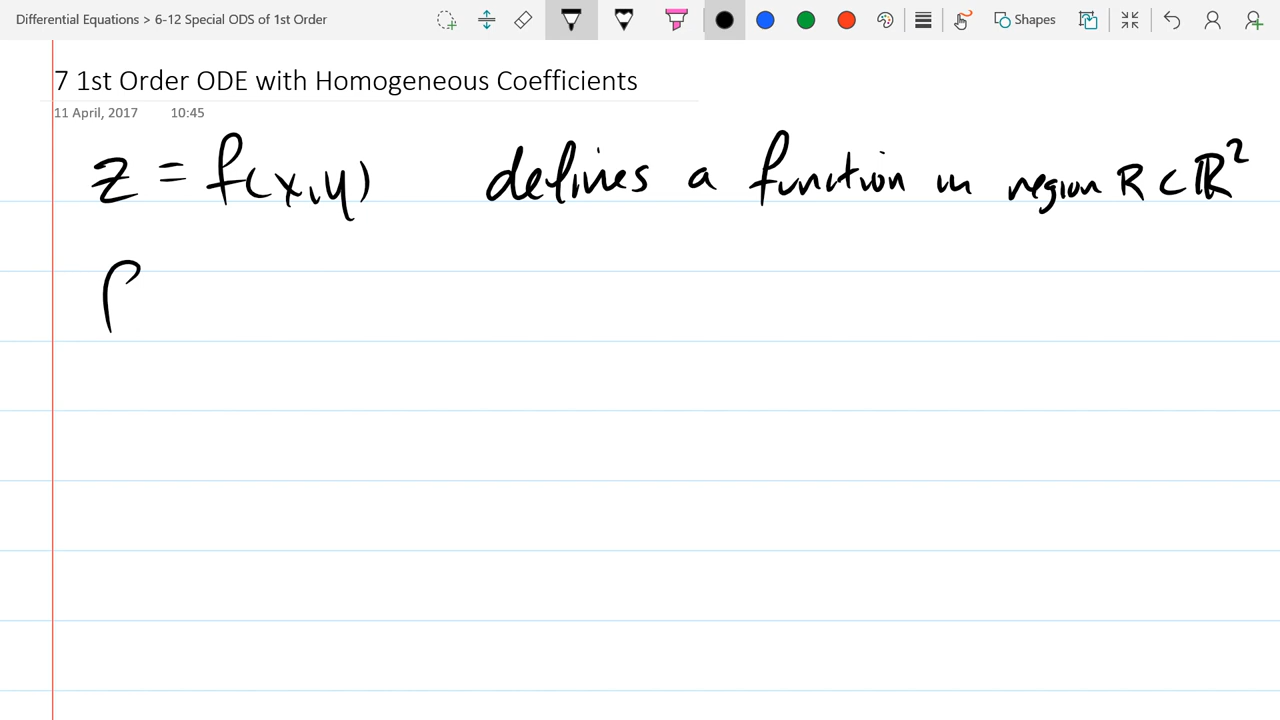 Differential Equations > 6-12 Special ODS of 1st Order
Shapes
7 1st Order ODE with Homogeneous Coefficients
11 April, 2017 10:45
z = f(x,y) defines a function in region R ⊂ ℝ²